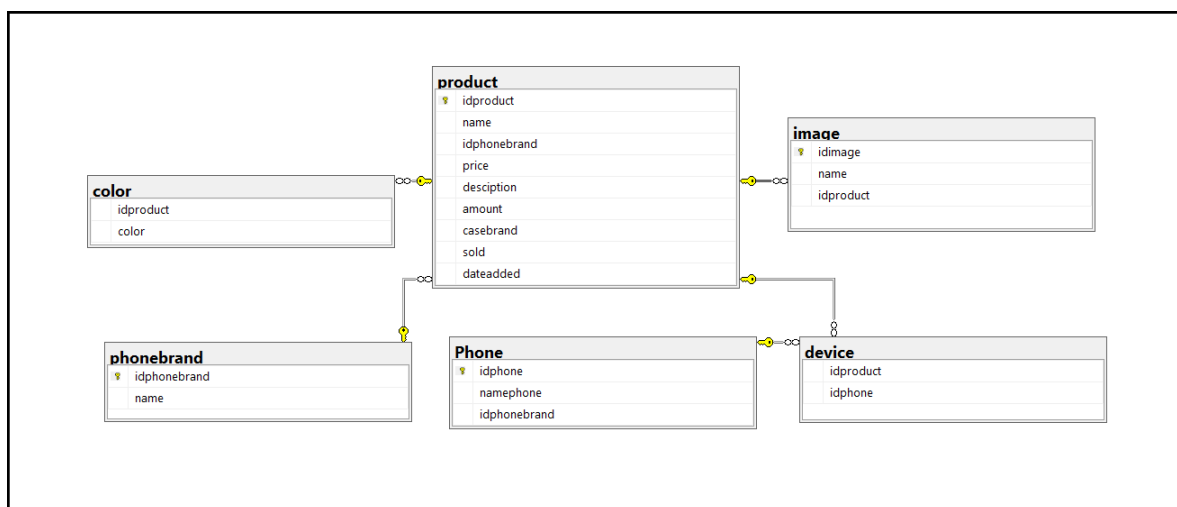 product
idproduct
name
idphonebrand
price
desciption
amount
casebrand
sold
dateadded
image
idimage
name
idproduct
color
idproduct
color
phonebrand
idphonebrand
name
Phone
idphone
namephone
idphonebrand
device
idproduct
idphone